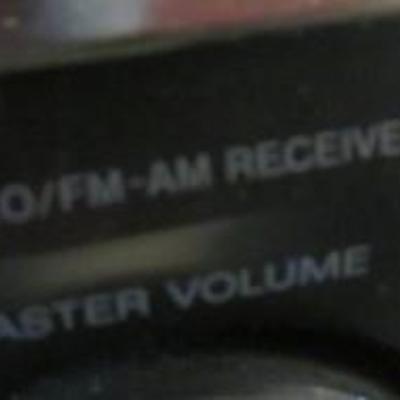 O/FM-AM RECEIVE
ASTER VOLUME